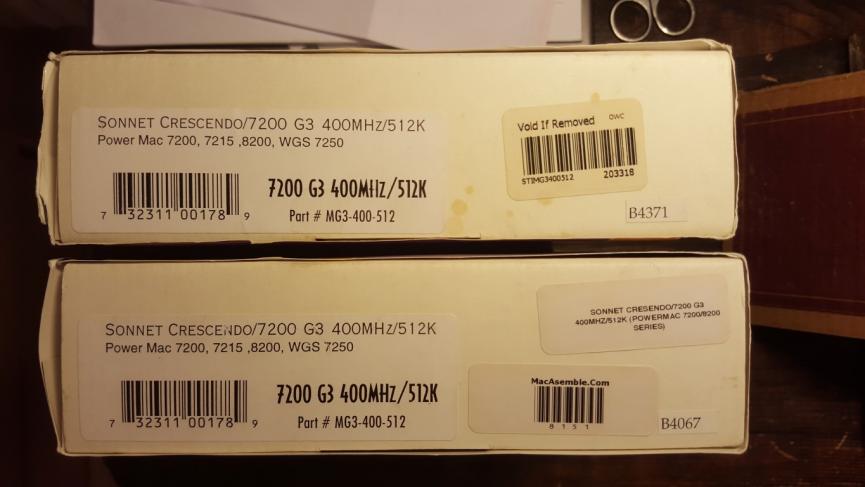 SONNET CRESCENDO/7200 G3 400MHZ/512K
Power Mac 7200, 7215 ,8200, WGS 7250
7 32311 00178 9
7200 G3 400MHZ/512K
Part # MG3-400-512
Void If Removed OWC
STIMG3400512 203318
B4371
SONNET CRESCENDO/7200 G3 400MHZ/512K
Power Mac 7200, 7215 ,8200, WGS 7250
7 32311 00178 9
7200 G3 400MHZ/512K
Part # MG3-400-512
SONNET CRESENDO/7200 G3
400MHZ/512K (POWERMAC 7200/8200
SERIES)
MacAsemble.Com
8151
B4067